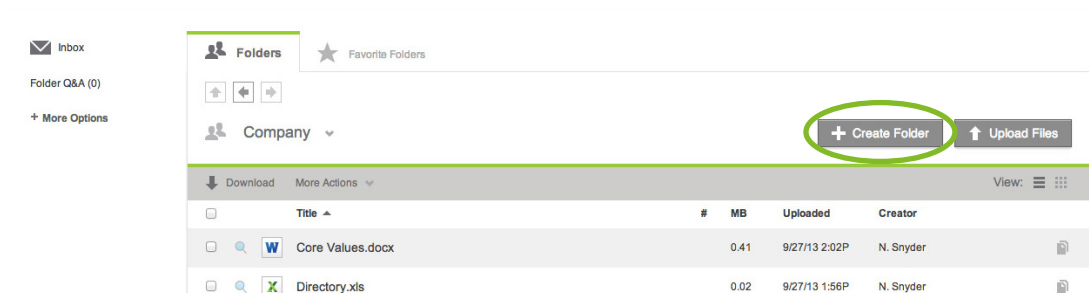 Inbox
Folder Q&A (0)
+ More Options
Folders
Favorite Folders
Company
+ Create Folder
Upload Files
Download More Actions View:
Title # MB Uploaded Creator
W Core Values.docx 0.41 9/27/13 2:02P N. Snyder
X Directory.xls 0.02 9/27/13 1:56P N. Snyder